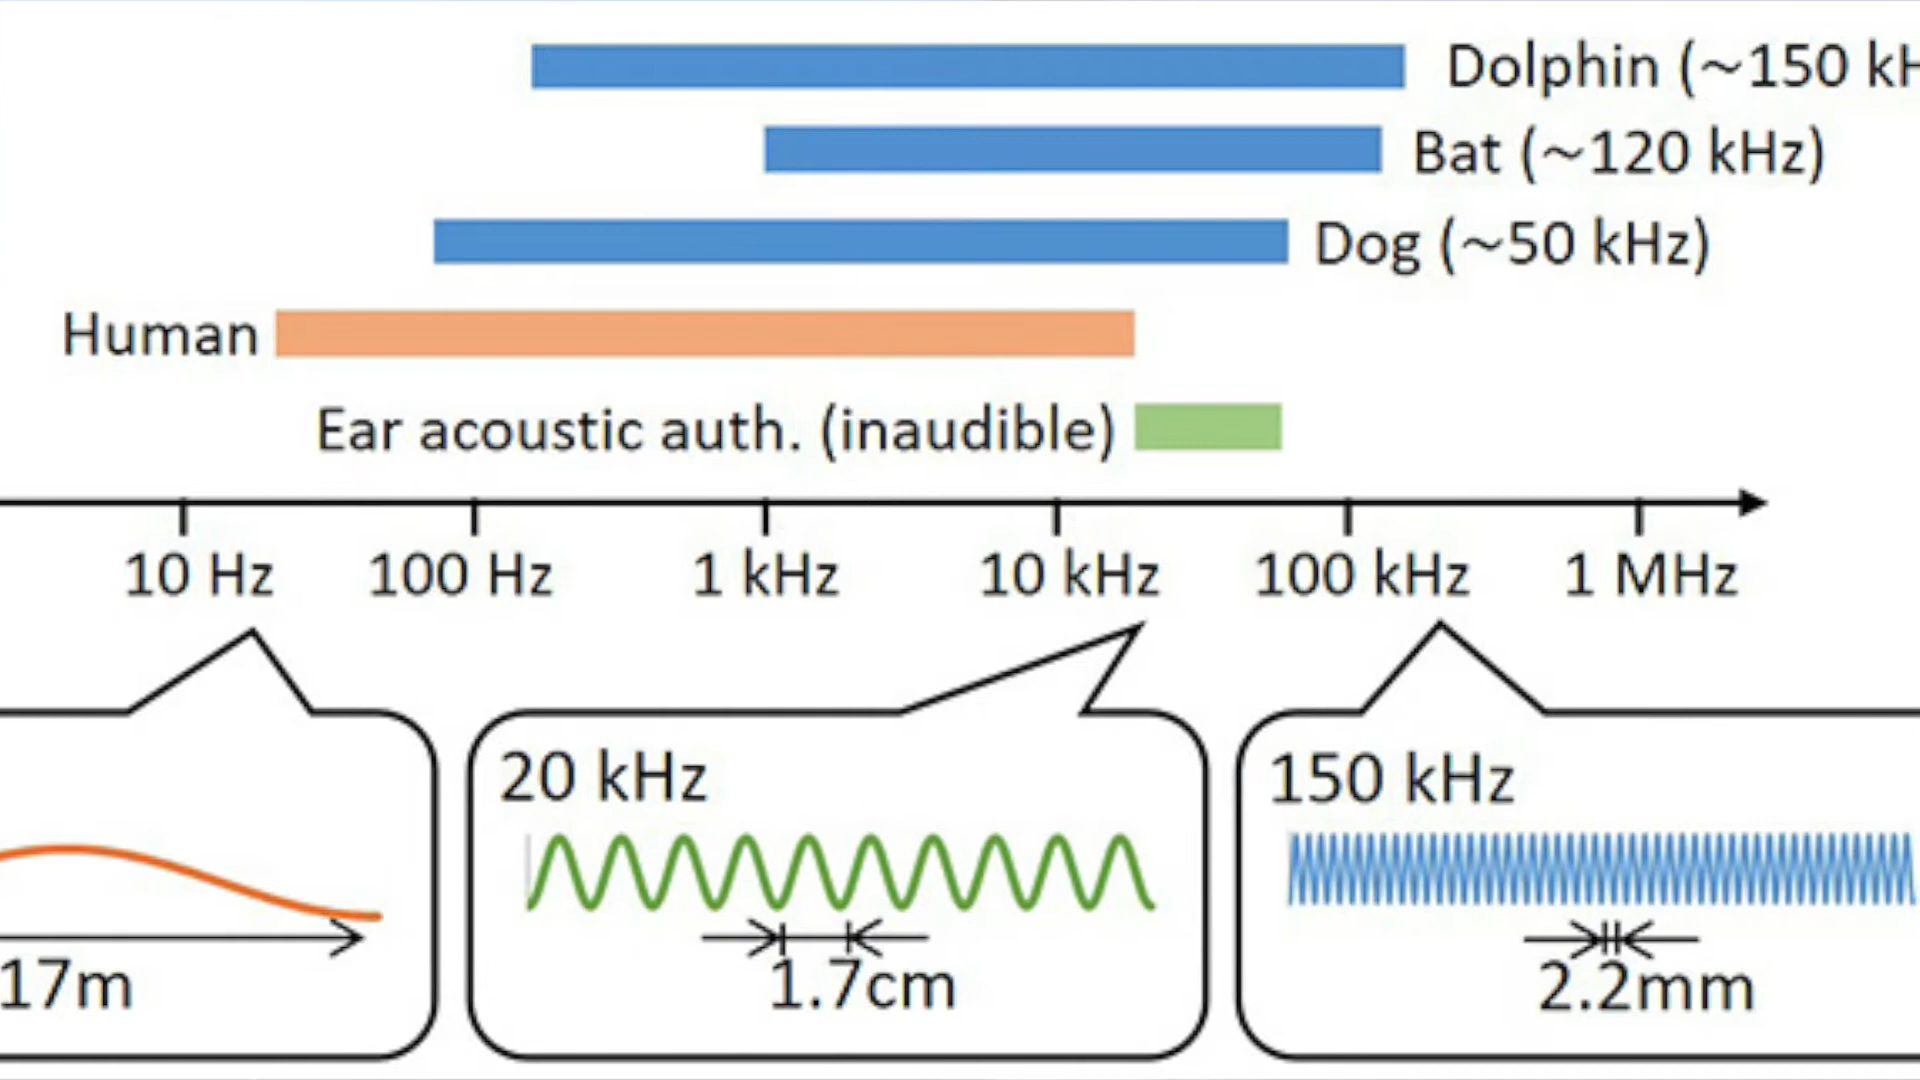 Dolphin (~150 kH
Bat (~120 kHz)
Dog (~50 kHz)
Human
Ear acoustic auth. (inaudible)
10 Hz 100 Hz 1 kHz 10 kHz 100 kHz 1 MHz
20 kHz 150 kHz
17m 1.7cm 2.2mm